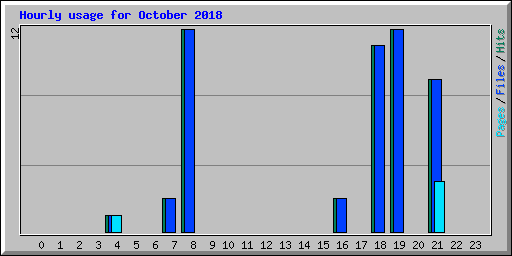 Hourly usage for October 2018
12
Pages/Files/Hits
0 1 2 3 4 5 6 7 8 9 10 11 12 13 14 15 16 17 18 19 20 21 22 23